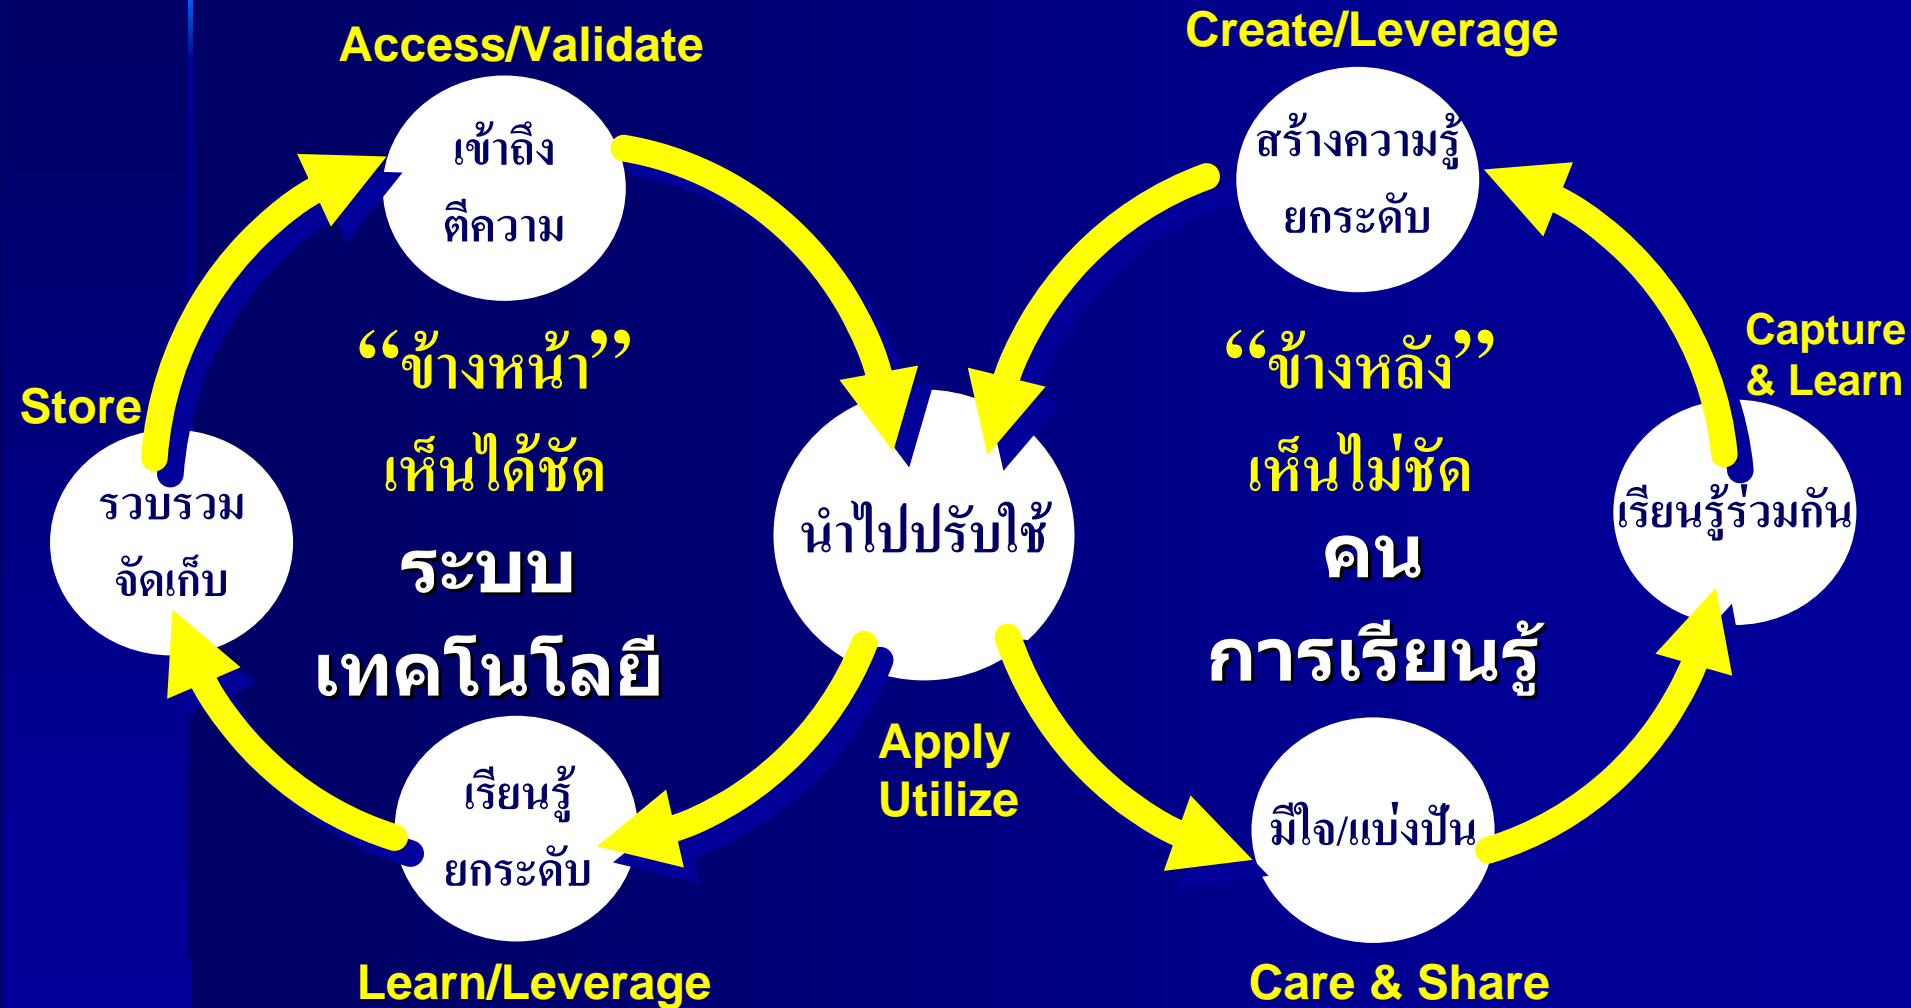 Access/Validate
Create/Leverage
เข้าถึง
ตีความ
สร้างความรู้
ยกระดับ
“ข้างหน้า”
เห็นได้ชัด
ระบบ
เทคโนโลยี
“ข้างหลัง”
เห็นไม่ชัด
คน
การเรียนรู้
Capture
& Learn
Store
รวบรวม
จัดเก็บ
นำไปปรับใช้
เรียนรู้ร่วมกัน
Apply
Utilize
เรียนรู้
ยกระดับ
มีใจ/แบ่งปัน
Learn/Leverage
Care & Share